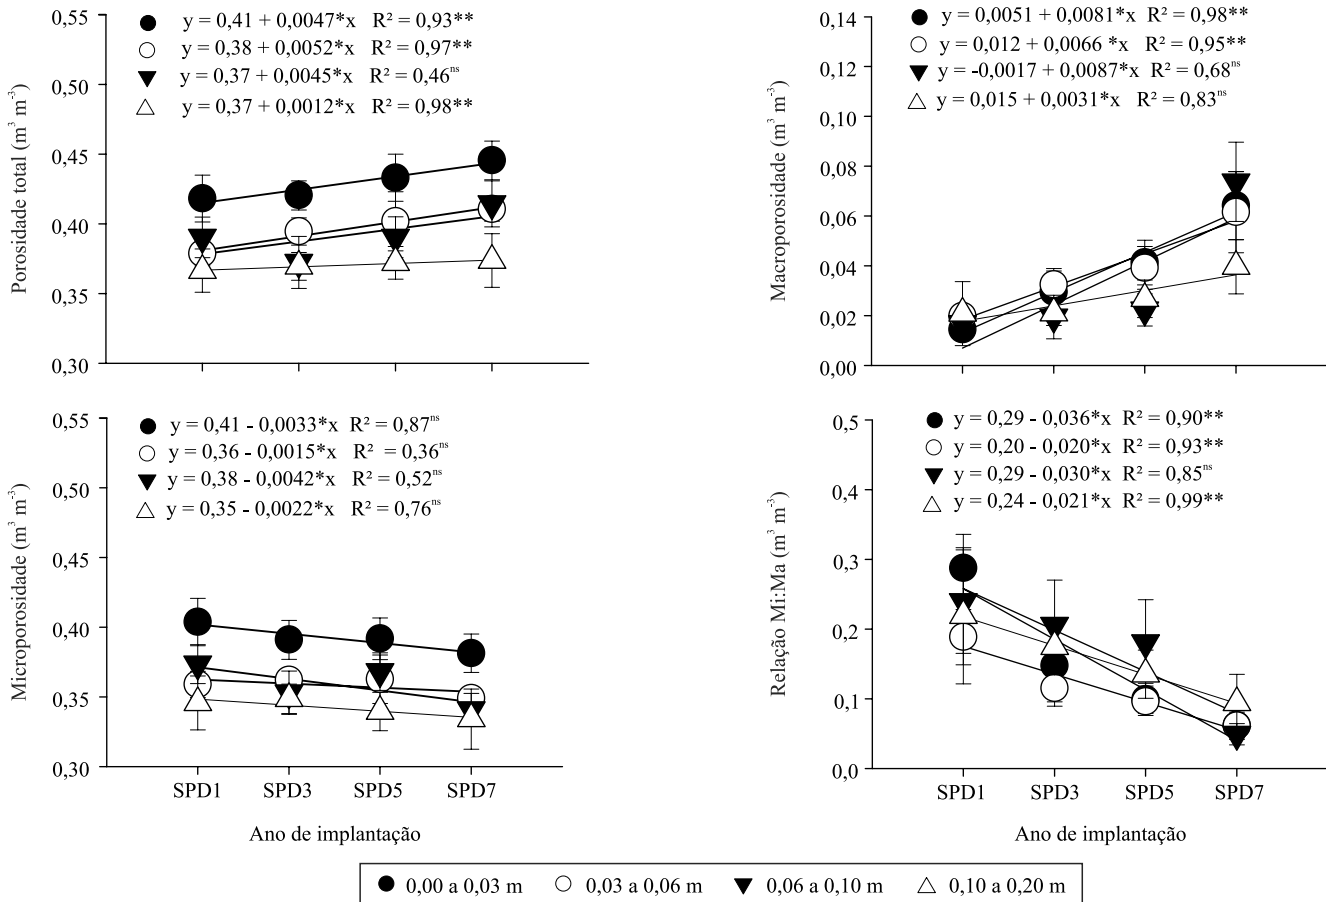 Porosidade total (m³ m⁻³)
0,55
0,50
0,45
0,40
0,35
0,30
y = 0,41 + 0,0047*x R² = 0,93**
y = 0,38 + 0,0052*x R² = 0,97**
y = 0,37 + 0,0045*x R² = 0,46ⁿˢ
y = 0,37 + 0,0012*x R² = 0,98**
Macroporosidade (m³ m⁻³)
0,14
0,12
0,10
0,08
0,06
0,04
0,02
0,00
y = 0,0051 + 0,0081*x R² = 0,98**
y = 0,012 + 0,0066 *x R² = 0,95**
y = -0,0017 + 0,0087*x R² = 0,68ⁿˢ
y = 0,015 + 0,0031*x R² = 0,83ⁿˢ
Microporosidade (m³ m⁻³)
0,55
0,50
0,45
0,40
0,35
0,30
y = 0,41 - 0,0033*x R² = 0,87ⁿˢ
y = 0,36 - 0,0015*x R² = 0,36ⁿˢ
y = 0,38 - 0,0042*x R² = 0,52ⁿˢ
y = 0,35 - 0,0022*x R² = 0,76ⁿˢ
SPD1 SPD3 SPD5 SPD7
Ano de implantação
Relação Mi:Ma (m³ m⁻³)
0,5
0,4
0,3
0,2
0,1
0,0
y = 0,29 - 0,036*x R² = 0,90**
y = 0,20 - 0,020*x R² = 0,93**
y = 0,29 - 0,030*x R² = 0,85ⁿˢ
y = 0,24 - 0,021*x R² = 0,99**
SPD1 SPD3 SPD5 SPD7
Ano de implantação
0,00 a 0,03 m 0,03 a 0,06 m 0,06 a 0,10 m 0,10 a 0,20 m